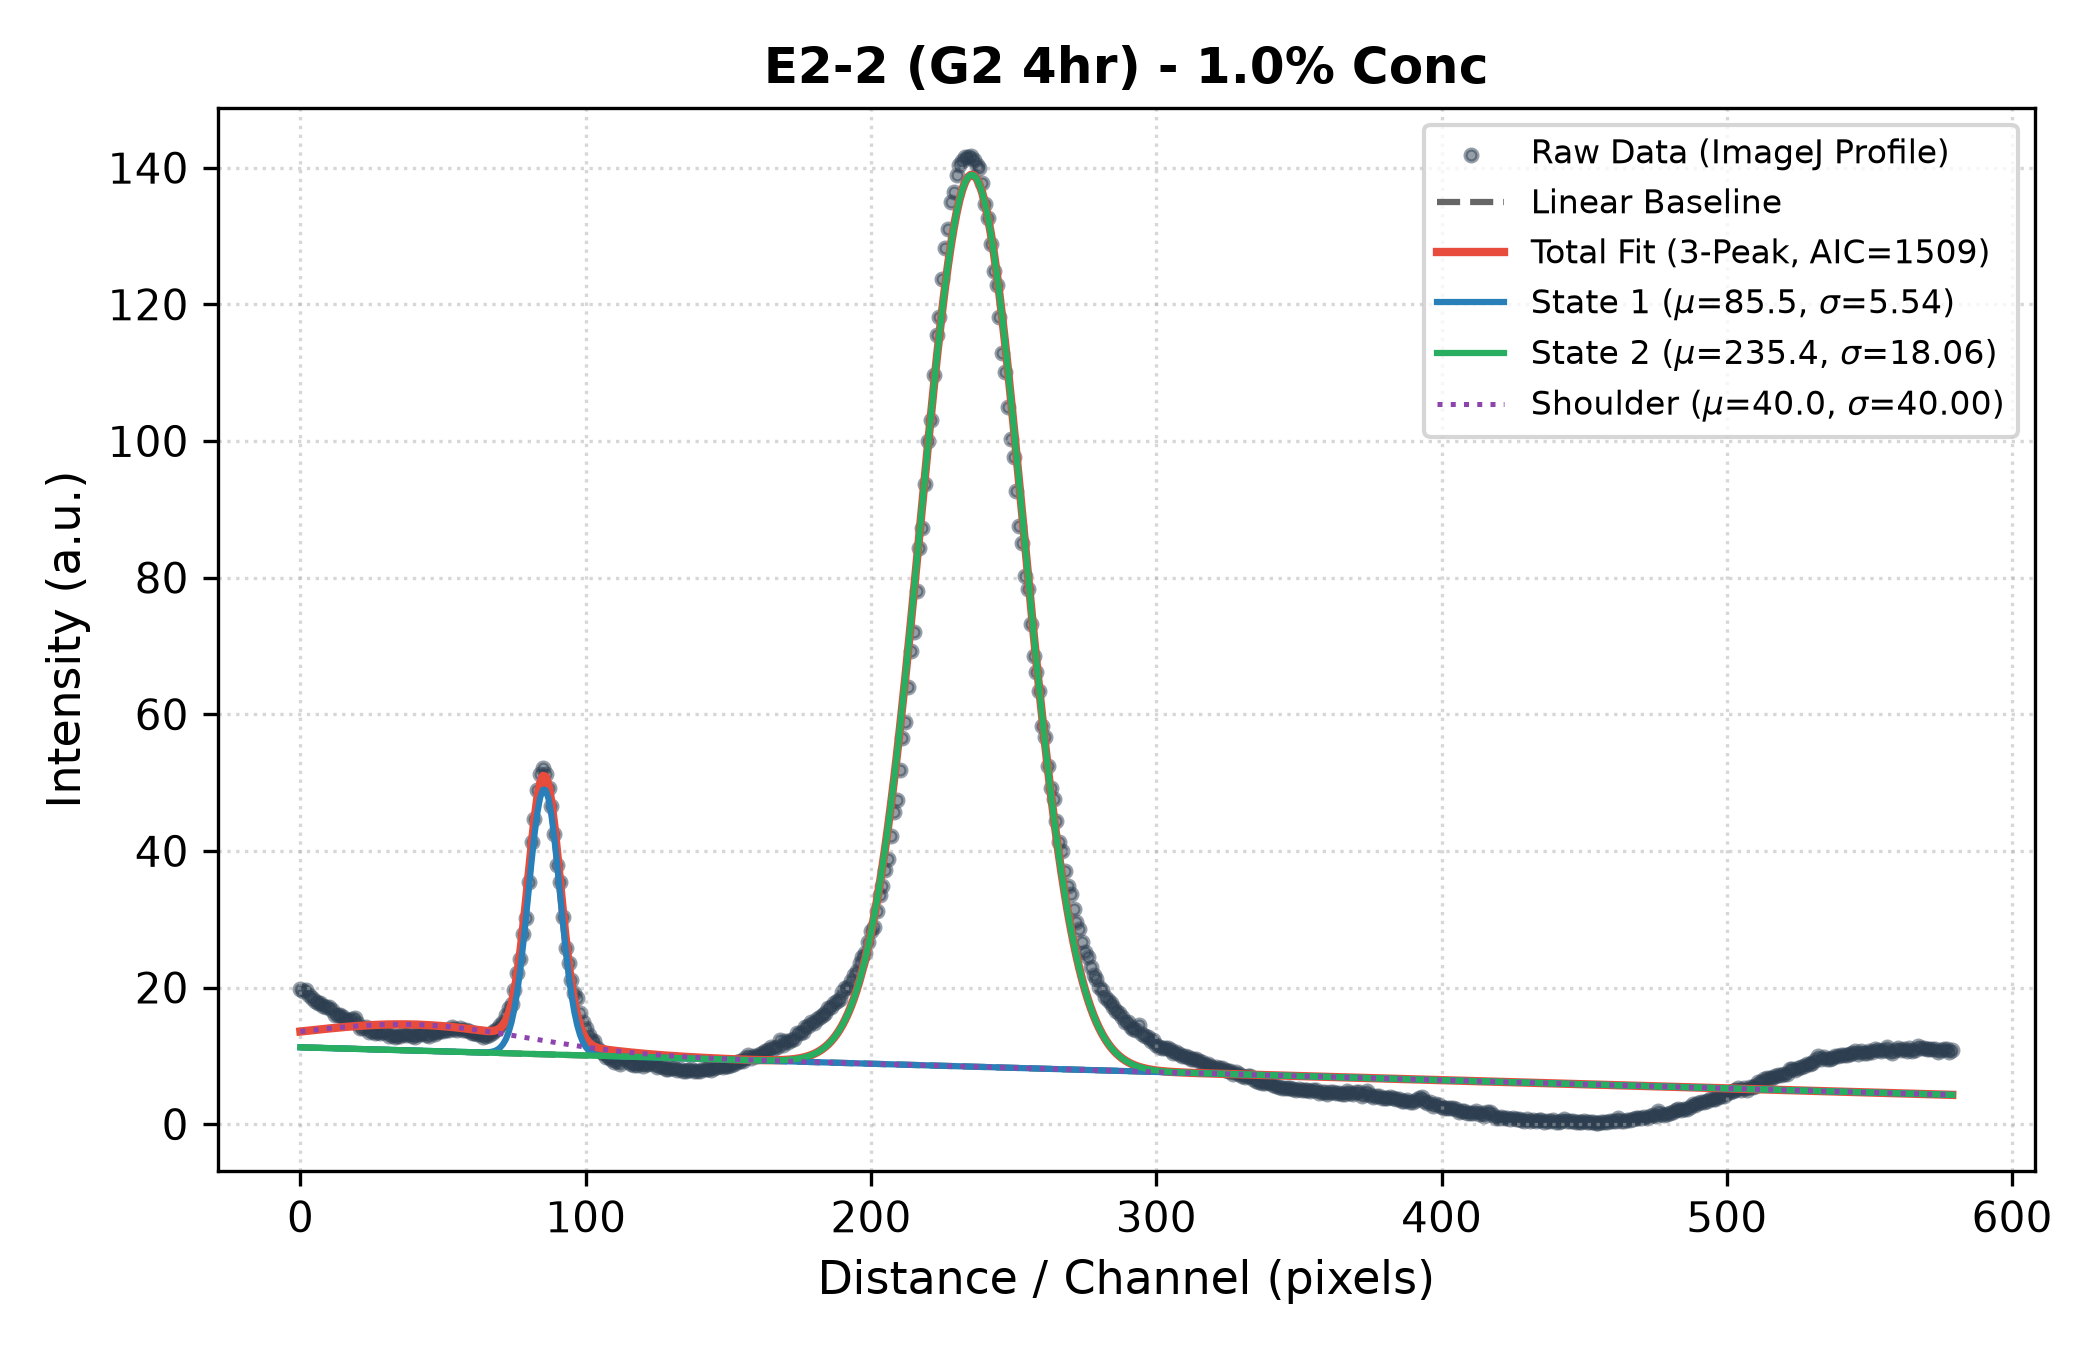 E2-2 (G2 4hr) - 1.0% Conc
Raw Data (ImageJ Profile)
Linear Baseline
Total Fit (3-Peak, AIC=1509)
State 1 (μ=85.5, σ=5.54)
State 2 (μ=235.4, σ=18.06)
Shoulder (μ=40.0, σ=40.00)
Intensity (a.u.)
140
120
100
80
60
40
20
0
0 100 200 300 400 500 600
Distance / Channel (pixels)